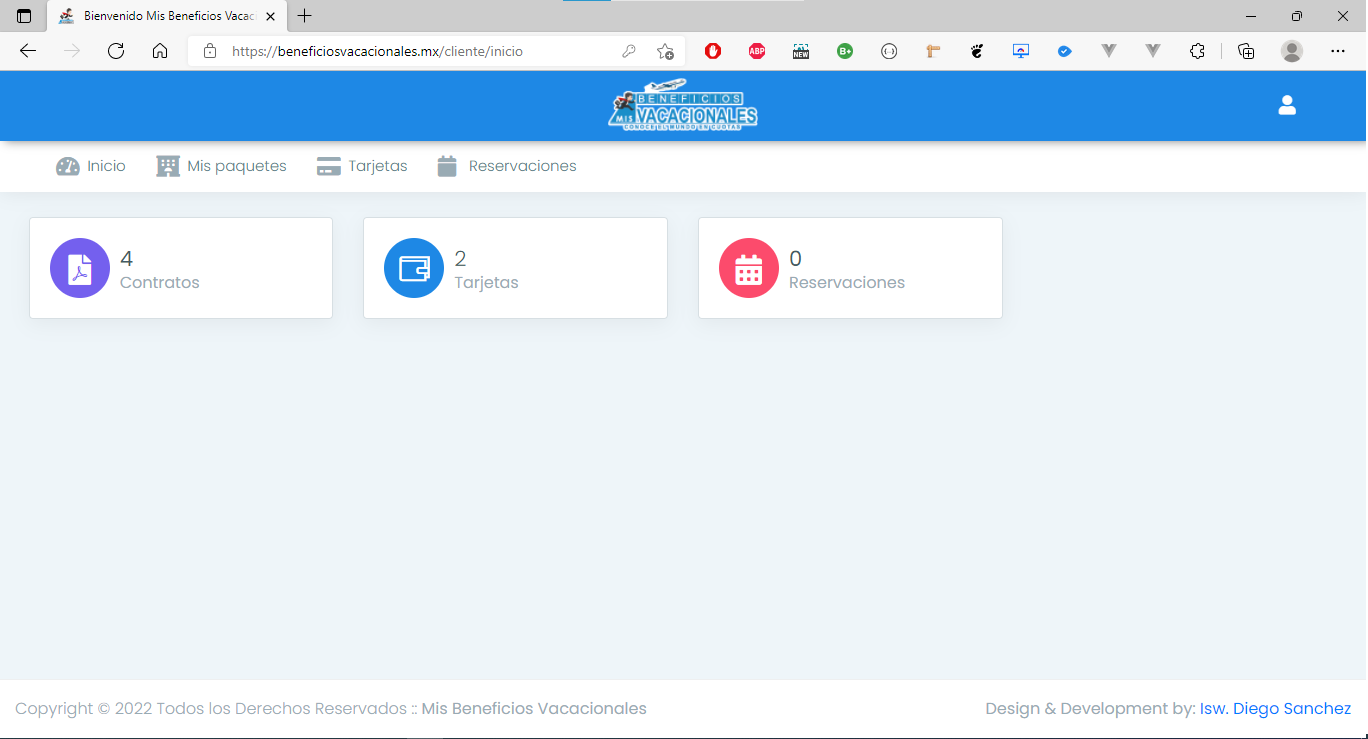 Bienvenido Mis Beneficios Vacac
https://beneficiosvacacionales.mx/cliente/inicio
ABP
NEW
B+
BENEFICIOS
MIS VACACIONALES
CONOCE EL MUNDO EN CUOTAS
Inicio
Mis paquetes
Tarjetas
Reservaciones
4
Contratos
2
Tarjetas
0
Reservaciones
Copyright © 2022 Todos los Derechos Reservados :: Mis Beneficios Vacacionales
Design & Development by: Isw. Diego Sanchez